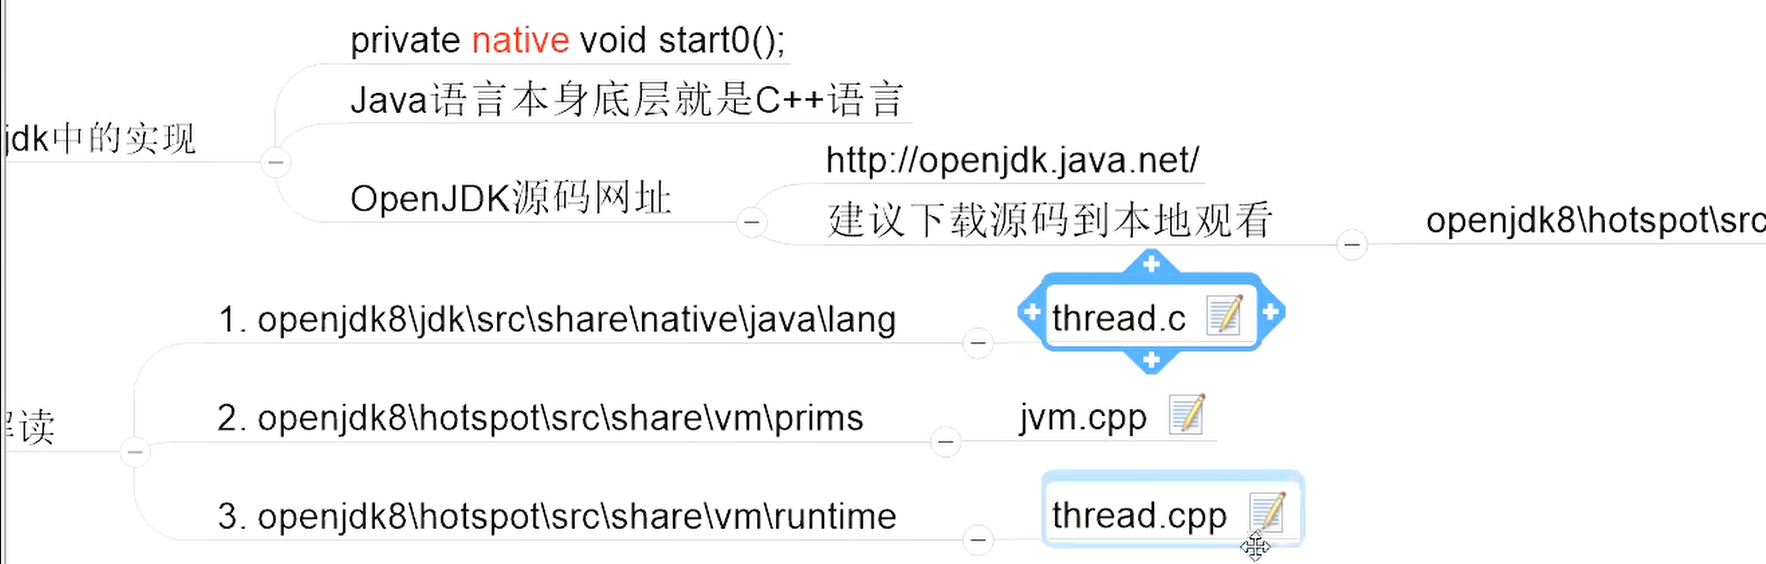 private native void start0();
Java语言本身底层就是C++语言
jdk中的实现
http://openjdk.java.net/
OpenJDK源码网址
建议下载源码到本地观看
openjdk8\hotspot\src
1. openjdk8\jdk\src\share\native\java\lang
thread.c
2. openjdk8\hotspot\src\share\vm\prims
jvm.cpp
读
3. openjdk8\hotspot\src\share\vm\runtime
thread.cpp